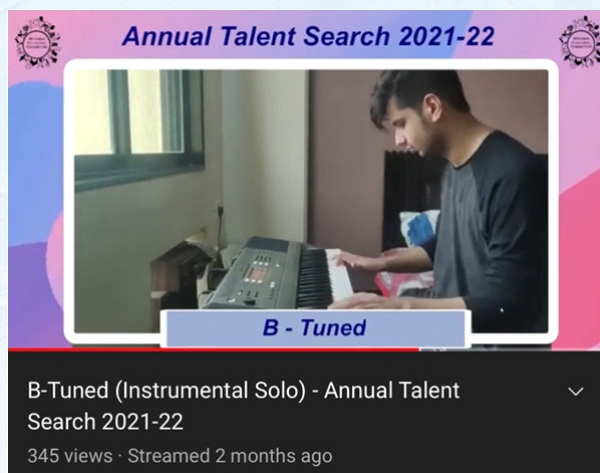 Annual Talent Search 2021-22
B - Tuned
B-Tuned (Instrumental Solo) - Annual Talent
Search 2021-22
345 views · Streamed 2 months ago